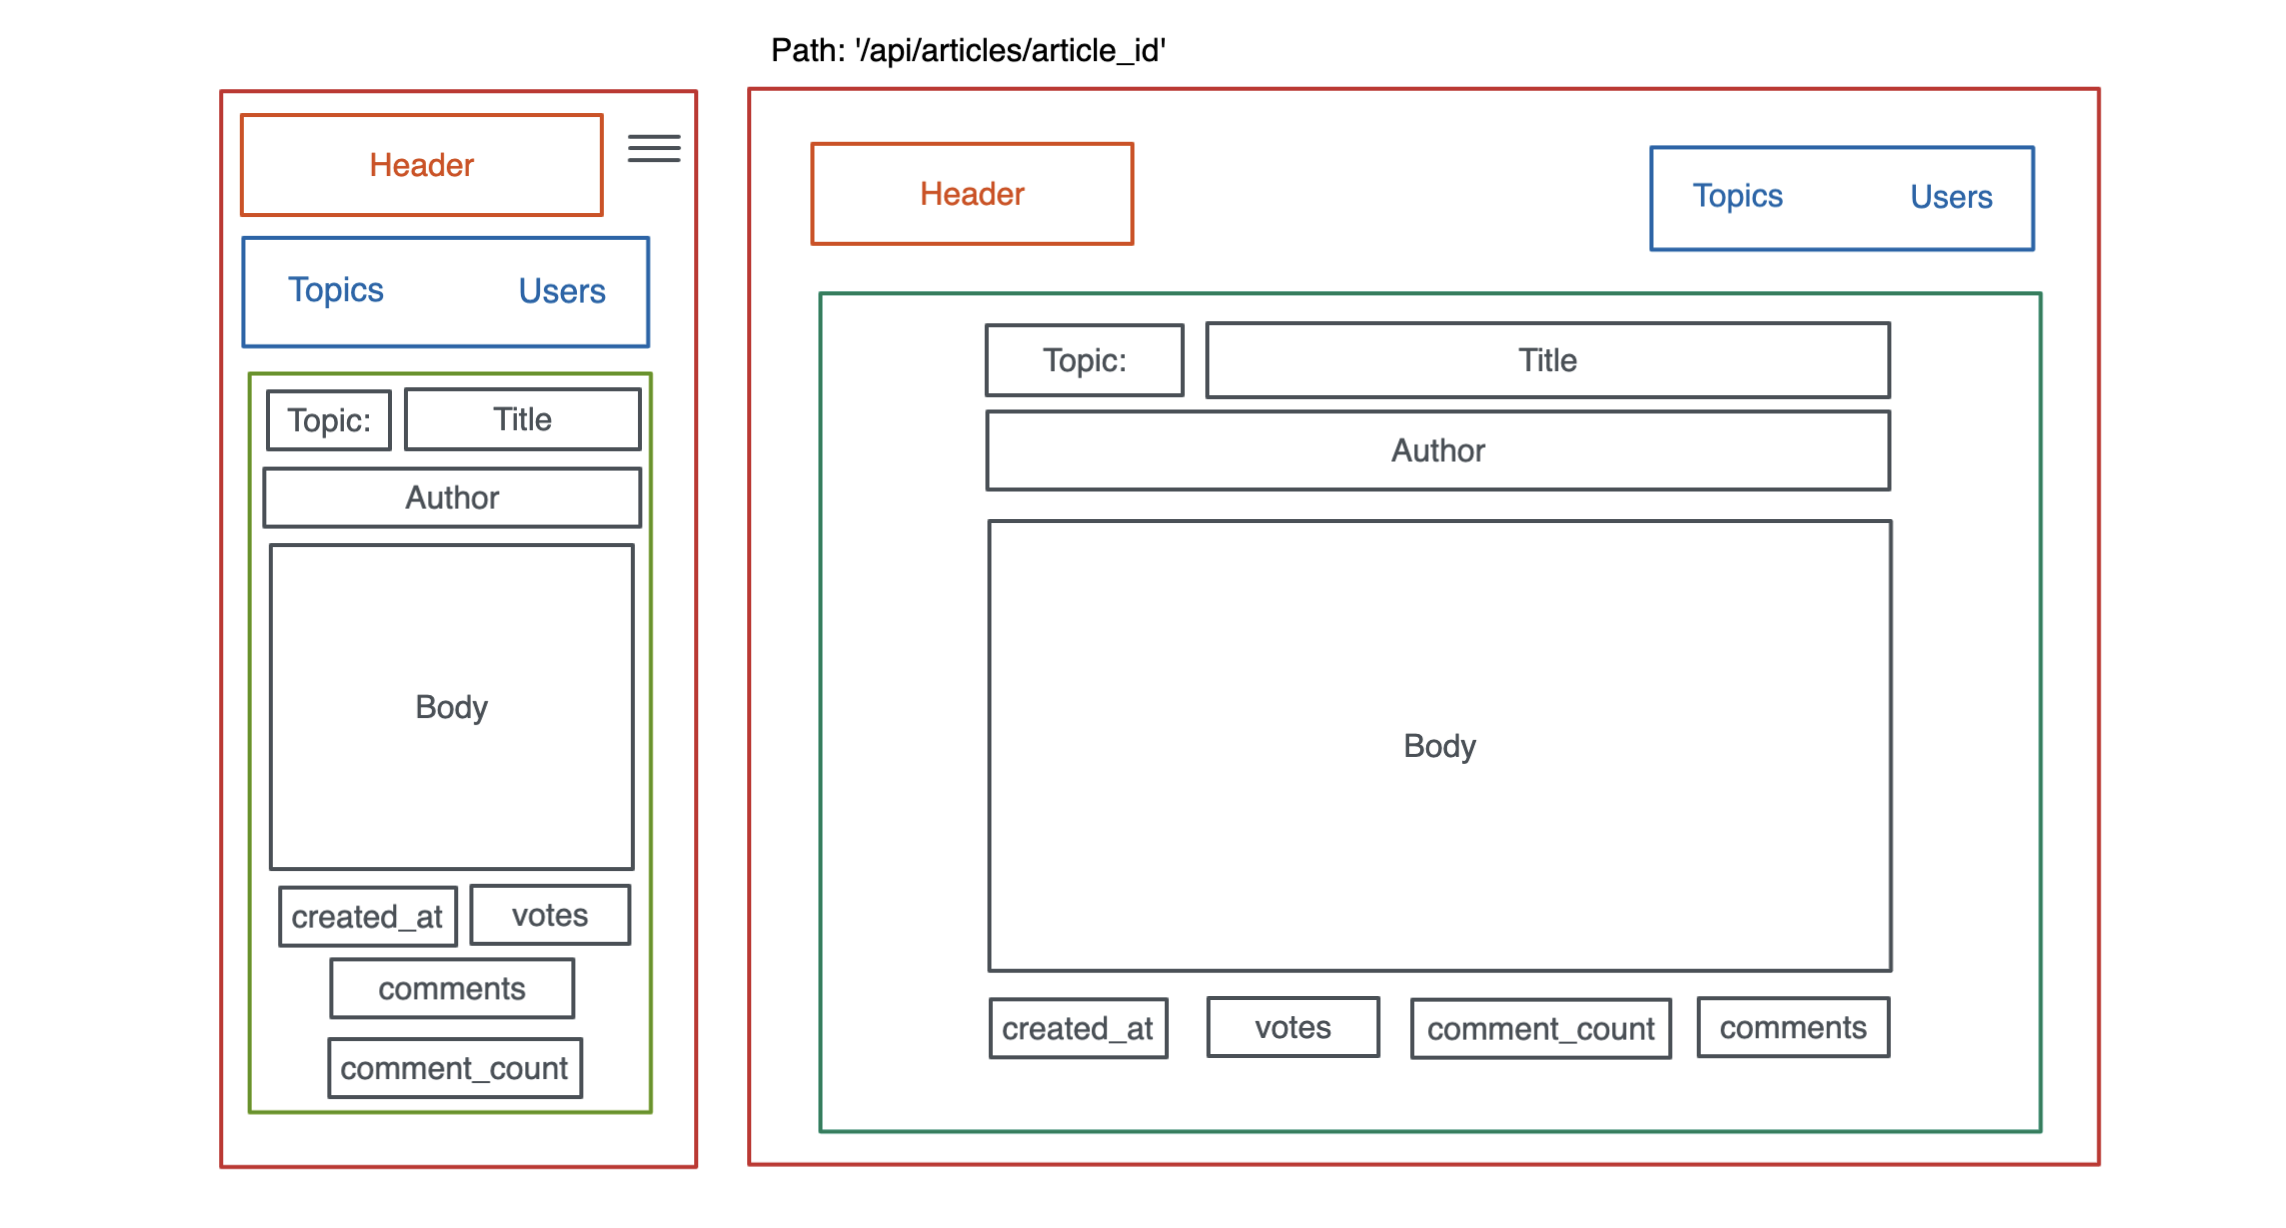 Path: '/api/articles/article_id'
Header
Topics Users
Topic: Title
Author
Body
created_at votes
comments
comment_count
Header
Topics Users
Topic: Title
Author
Body
created_at votes comment_count comments